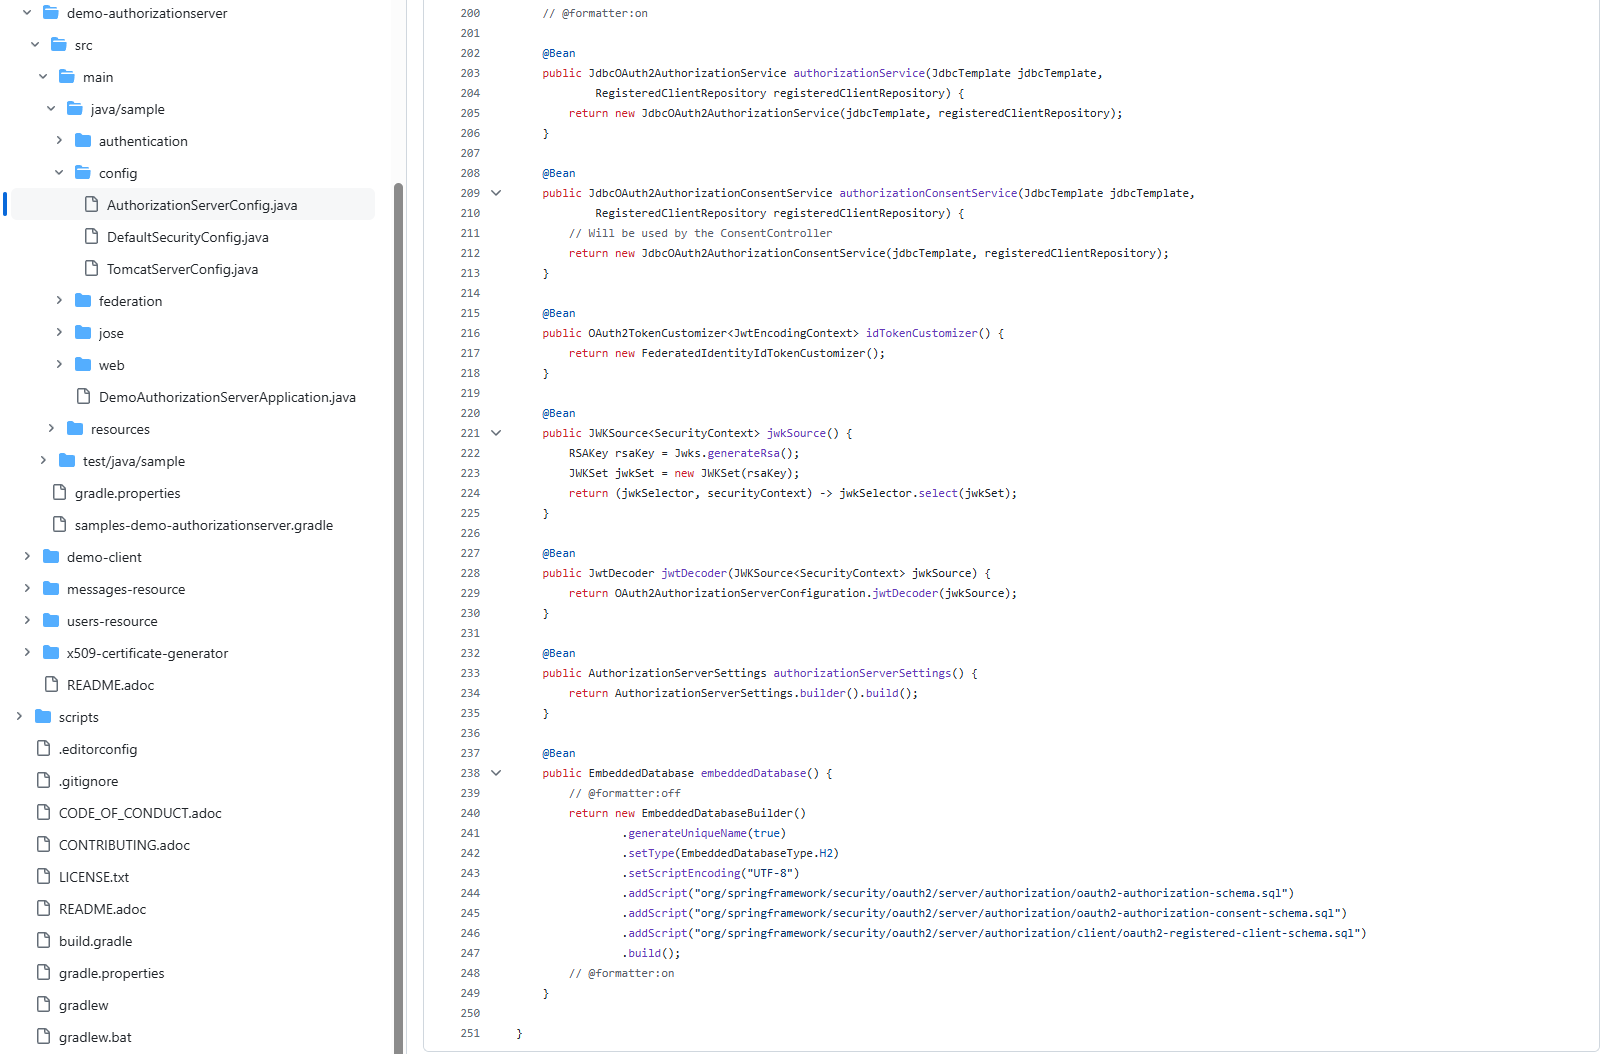 demo-authorizationserver
src
main
java/sample
authentication
config
AuthorizationServerConfig.java
DefaultSecurityConfig.java
TomcatServerConfig.java
federation
jose
web
DemoAuthorizationServerApplication.java
resources
test/java/sample
gradle.properties
samples-demo-authorizationserver.gradle
demo-client
messages-resource
users-resource
x509-certificate-generator
README.adoc
scripts
.editorconfig
.gitignore
CODE_OF_CONDUCT.adoc
CONTRIBUTING.adoc
LICENSE.txt
README.adoc
build.gradle
gradle.properties
gradlew
gradlew.bat
200     // @formatter:on
201
202     @Bean
203     public JdbcOAuth2AuthorizationService authorizationService(JdbcTemplate jdbcTemplate,
204             RegisteredClientRepository registeredClientRepository) {
205         return new JdbcOAuth2AuthorizationService(jdbcTemplate, registeredClientRepository);
206     }
207
208     @Bean
209     public JdbcOAuth2AuthorizationConsentService authorizationConsentService(JdbcTemplate jdbcTemplate,
210             RegisteredClientRepository registeredClientRepository) {
211         // Will be used by the ConsentController
212         return new JdbcOAuth2AuthorizationConsentService(jdbcTemplate, registeredClientRepository);
213     }
214
215     @Bean
216     public OAuth2TokenCustomizer<JwtEncodingContext> idTokenCustomizer() {
217         return new FederatedIdentityIdTokenCustomizer();
218     }
219
220     @Bean
221     public JWKSource<SecurityContext> jwkSource() {
222         RSAKey rsaKey = Jwks.generateRsa();
223         JWKSet jwkSet = new JWKSet(rsaKey);
224         return (jwkSelector, securityContext) -> jwkSelector.select(jwkSet);
225     }
226
227     @Bean
228     public JwtDecoder jwtDecoder(JWKSource<SecurityContext> jwkSource) {
229         return OAuth2AuthorizationServerConfiguration.jwtDecoder(jwkSource);
230     }
231
232     @Bean
233     public AuthorizationServerSettings authorizationServerSettings() {
234         return AuthorizationServerSettings.builder().build();
235     }
236
237     @Bean
238     public EmbeddedDatabase embeddedDatabase() {
239         // @formatter:off
240         return new EmbeddedDatabaseBuilder()
241                 .generateUniqueName(true)
242                 .setType(EmbeddedDatabaseType.H2)
243                 .setScriptEncoding("UTF-8")
244                 .addScript("org/springframework/security/oauth2/server/authorization/oauth2-authorization-schema.sql")
245                 .addScript("org/springframework/security/oauth2/server/authorization/oauth2-authorization-consent-schema.sql")
246                 .addScript("org/springframework/security/oauth2/server/authorization/client/oauth2-registered-client-schema.sql")
247                 .build();
248         // @formatter:on
249     }
250
251 }